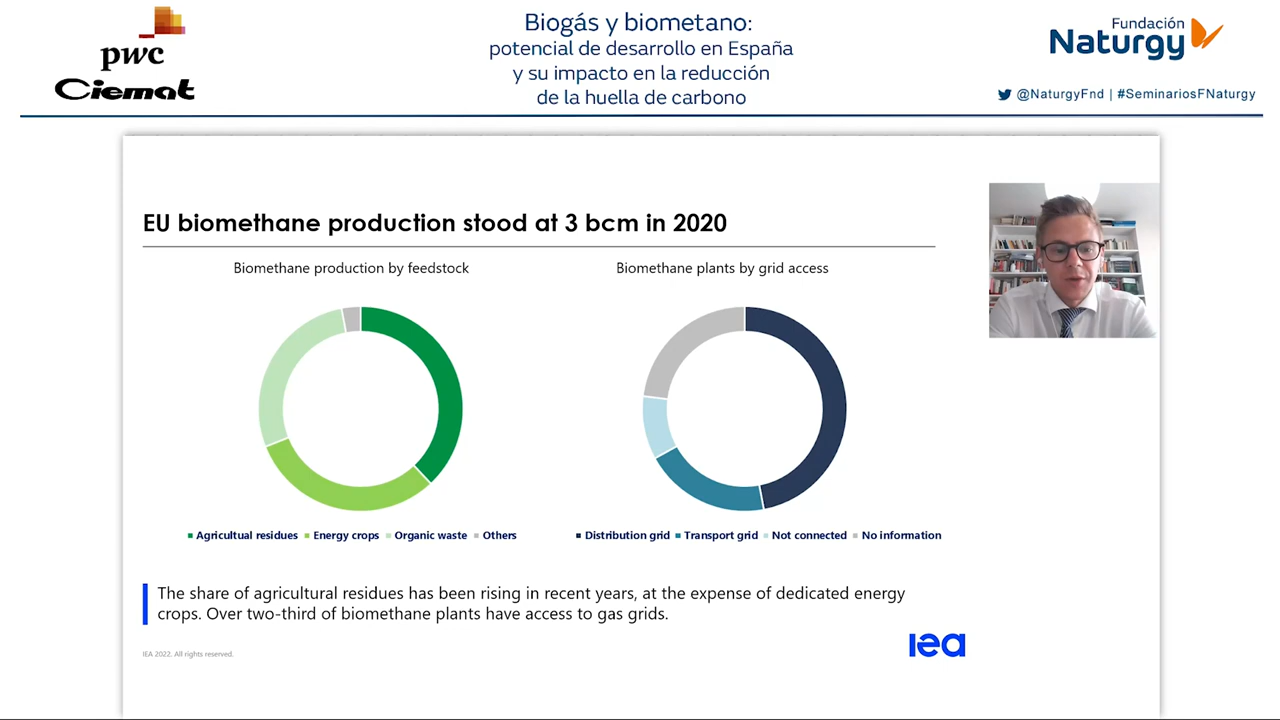 pwc
Ciemat
Biogás y biometano:
potencial de desarrollo en España
y su impacto en la reducción
de la huella de carbono
Fundación
Naturgy
@NaturgyFnd | #SeminariosFNaturgy
EU biomethane production stood at 3 bcm in 2020
Biomethane production by feedstock
Biomethane plants by grid access
Agricultual residues Energy crops Organic waste Others
Distribution grid Transport grid Not connected No information
The share of agricultural residues has been rising in recent years, at the expense of dedicated energy
crops. Over two-third of biomethane plants have access to gas grids.
IEA 2022. All rights reserved.
iea